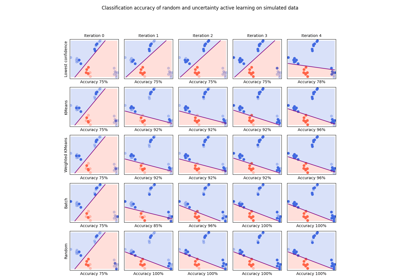 Classification accuracy of random and uncertainty active learning on simulated data
Iteration 0 Iteration 1 Iteration 2 Iteration 3 Iteration 4
Lowest confidence
Accuracy 75% Accuracy 75% Accuracy 75% Accuracy 75% Accuracy 78%
KMeans
Accuracy 75% Accuracy 92% Accuracy 92% Accuracy 92% Accuracy 96%
Weighted KMeans
Accuracy 75% Accuracy 92% Accuracy 92% Accuracy 92% Accuracy 96%
Batch
Accuracy 75% Accuracy 85% Accuracy 96% Accuracy 100% Accuracy 100%
Random
Accuracy 75% Accuracy 100% Accuracy 100% Accuracy 100% Accuracy 100%